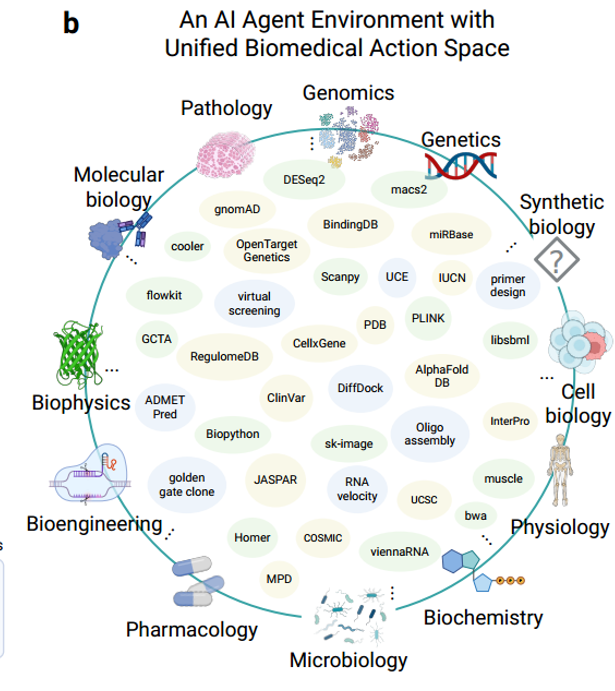 b
An AI Agent Environment with
Unified Biomedical Action Space
Genomics
Pathology
Genetics
Molecular
biology
Synthetic
biology
DESeq2
macs2
gnomAD
BindingDB
miRBase
cooler
OpenTarget
Genetics
?
Scanpy
UCE
IUCN
primer
design
flowkit
virtual
screening
PDB
PLINK
GCTA
RegulomeDB
CellxGene
libsbml
AlphaFold
DB
DiffDock
Biophysics
ADMET
Pred
ClinVar
Cell
biology
Biopython
sk-image
Oligo
assembly
InterPro
golden
gate clone
JASPAR
RNA
velocity
UCSC
muscle
bwa
Bioengineering
Physiology
Homer
COSMIC
viennaRNA
MPD
Pharmacology
Biochemistry
Microbiology
s